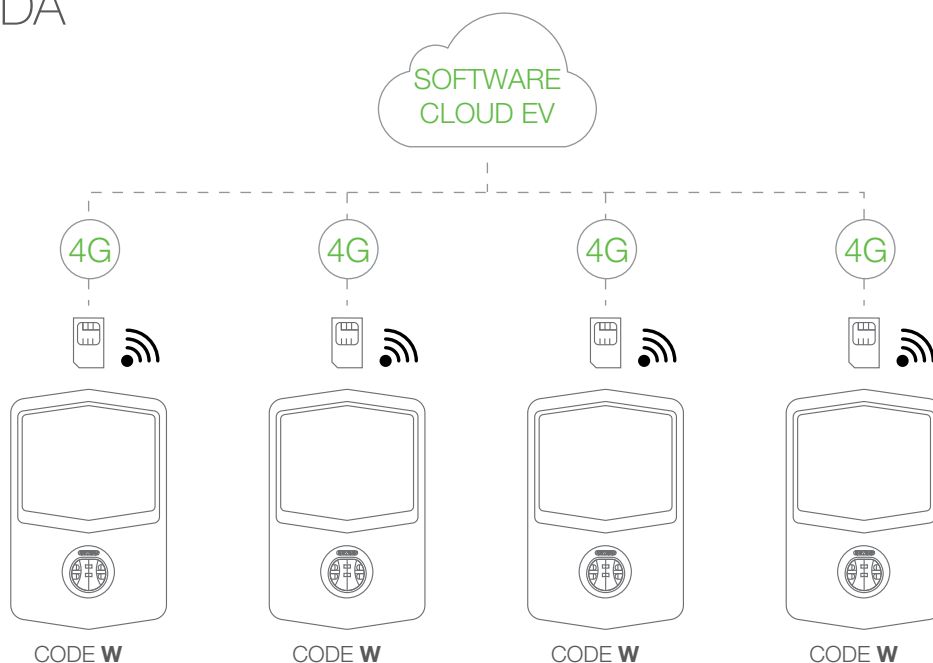 DA
SOFTWARE
CLOUD EV
4G 4G 4G 4G
CODE W CODE W CODE W CODE W